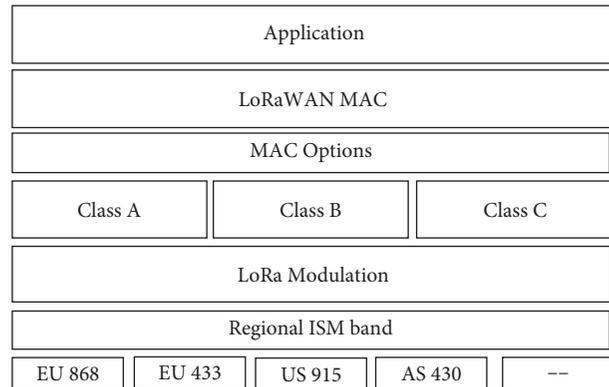 Application
LoRaWAN MAC
MAC Options
Class A Class B Class C
LoRa Modulation
Regional ISM band
EU 868 EU 433 US 915 AS 430 --